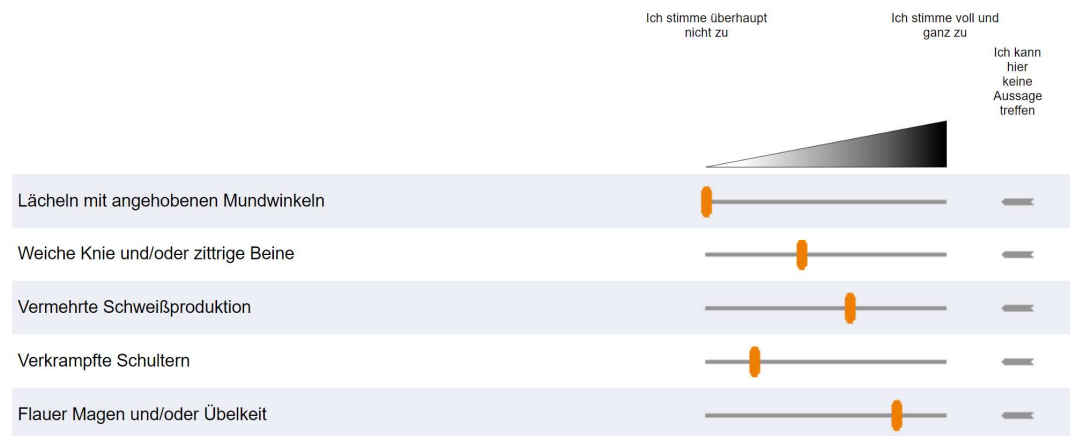 Ich stimme überhaupt
nicht zu
Ich stimme voll und
ganz zu
Ich kann
hier
keine
Aussage
treffen
Lächeln mit angehobenen Mundwinkeln
Weiche Knie und/oder zittrige Beine
Vermehrte Schweißproduktion
Verkrampfte Schultern
Flauer Magen und/oder Übelkeit